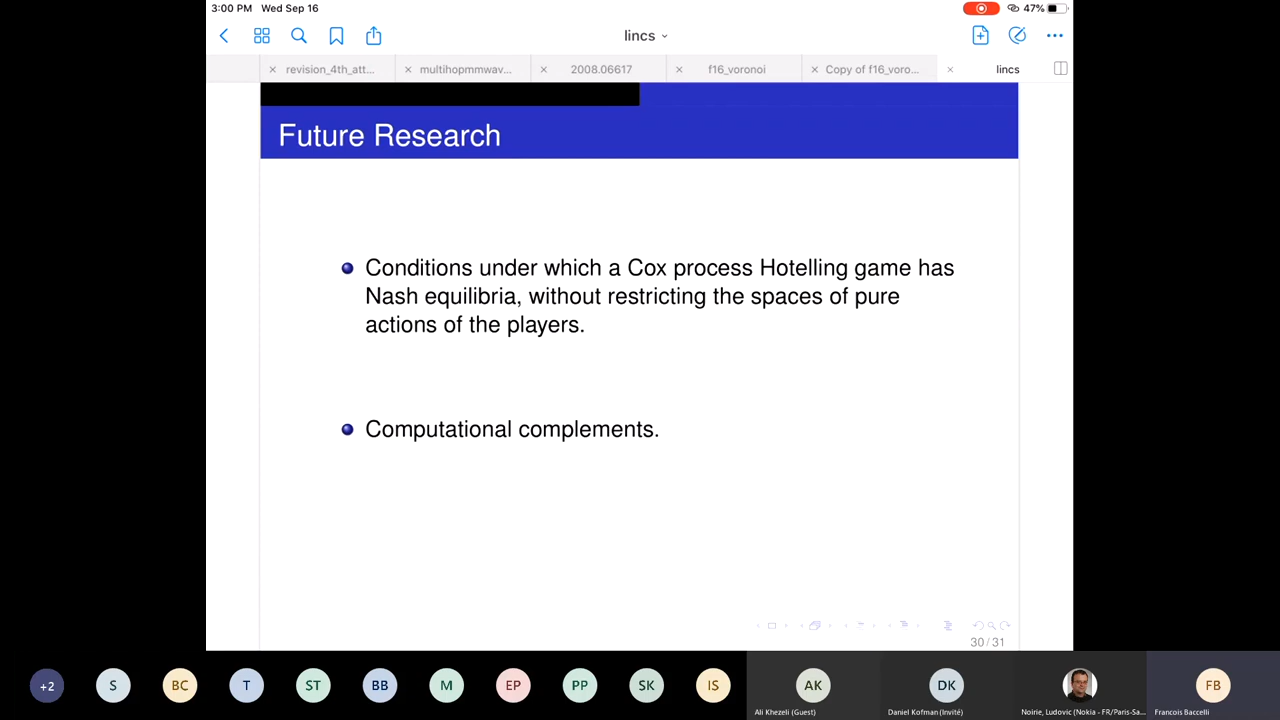 3:00 PM Wed Sep 16
47%
lincs
revision_4th_att...
multihopmmwav...
2008.06617
f16_voronoi
Copy of f16_voro...
lincs
Future Research
Conditions under which a Cox process Hotelling game has
Nash equilibria, without restricting the spaces of pure
actions of the players.
Computational complements.
30 / 31
+2
S
BC
T
ST
BB
M
EP
PP
SK
IS
AK
DK
FB
Ali Khezeli (Guest)
Daniel Kofman (Invité)
Noirie, Ludovic (Nokia - FR/Paris-Sa...
Francois Baccelli